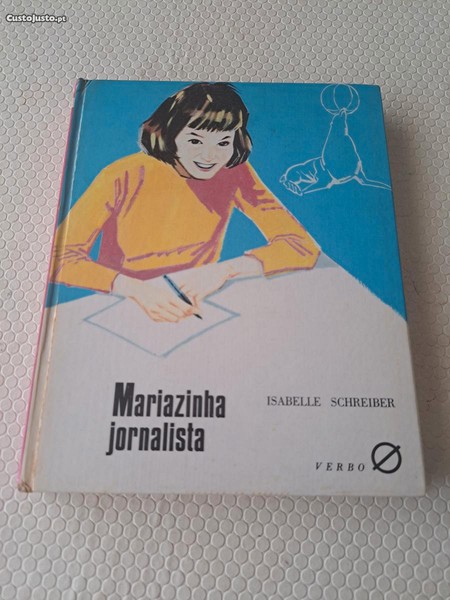 CustoJusto.pt
Mariazinha
jornalista
ISABELLE SCHREIBER
VERBO